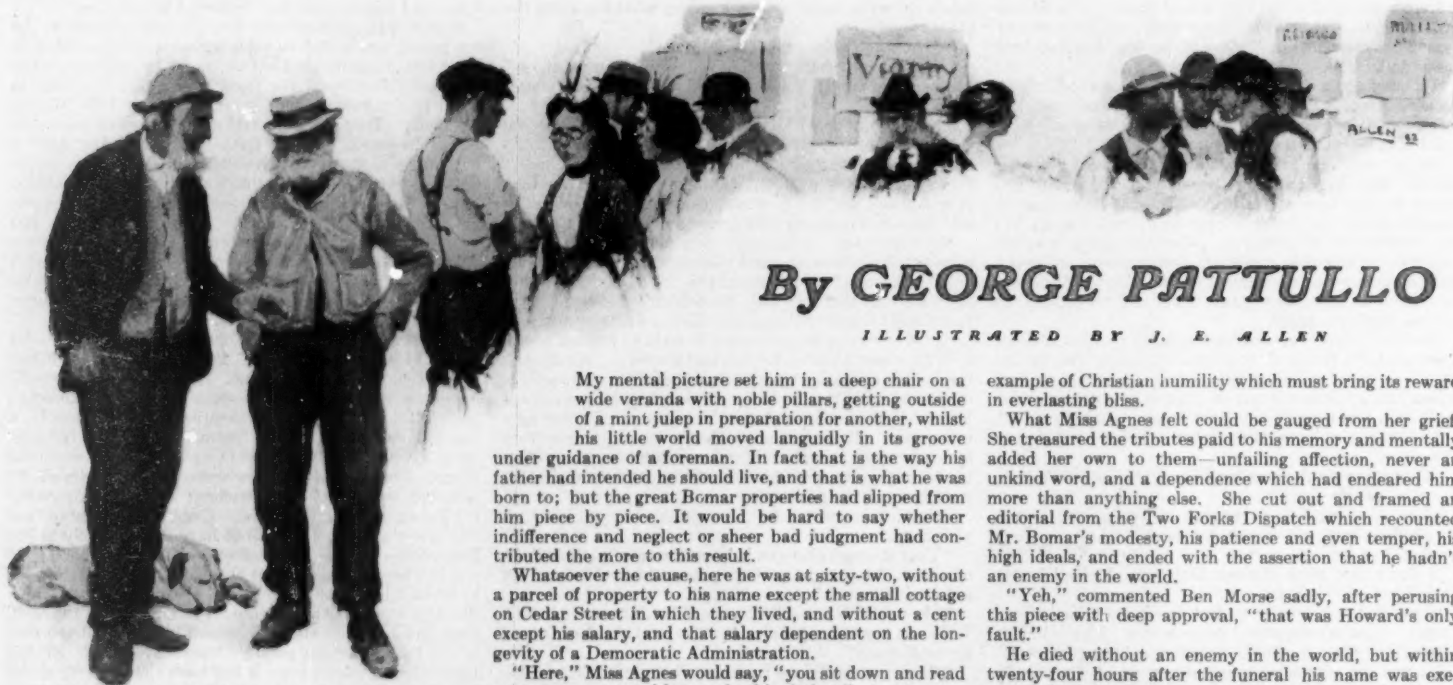 Victory
ALLEN
By GEORGE PATTULLO
ILLUSTRATED BY J. E. ALLEN
My mental picture set him in a deep chair on a
wide veranda with noble pillars, getting outside
of a mint julep in preparation for another, whilst
his little world moved languidly in its groove
under guidance of a foreman. In fact that is the way his
father had intended he should live, and that is what he was
born to; but the great Bomar properties had slipped from
him piece by piece. It would be hard to say whether
indifference and neglect or sheer bad judgment had con-
tributed the more to this result.
Whatsoever the cause, here he was at sixty-two, without
a parcel of property to his name except the small cottage
on Cedar Street in which they lived, and without a cent
except his salary, and that salary dependent on the lon-
gevity of a Democratic Administration.
"Here," Miss Agnes would say, "you sit down and read
example of Christian humility which must bring its reward
in everlasting bliss.
What Miss Agnes felt could be gauged from her grief
She treasured the tributes paid to his memory and mentally
added her own to them—unfailing affection, never an
unkind word, and a dependence which had endeared him
more than anything else. She cut out and framed an
editorial from the Two Forks Dispatch which recounted
Mr. Bomar's modesty, his patience and even temper, his
high ideals, and ended with the assertion that he hadn't
an enemy in the world.
"Yeh," commented Ben Morse sadly, after perusing
this piece with deep approval, "that was Howard's only
fault."
He died without an enemy in the world, but within
twenty-four hours after the funeral his name was exe